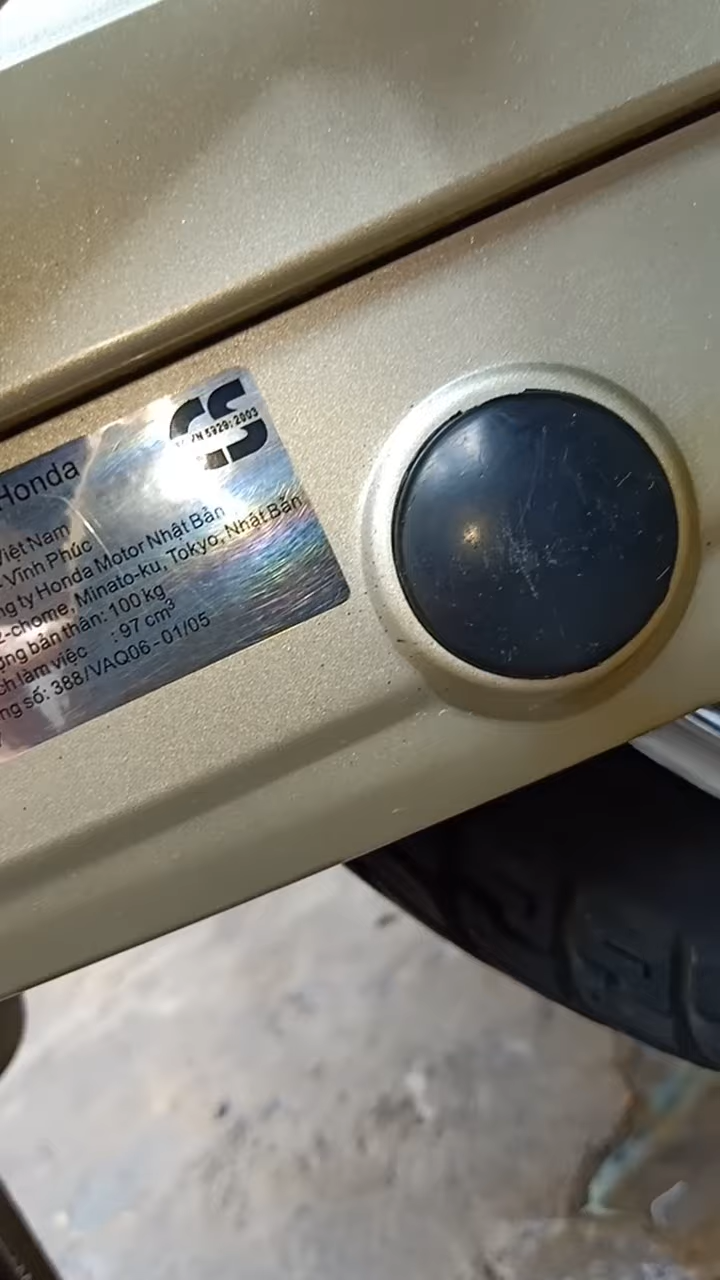 CS
TCVN 5929: 2003
Honda
Việt Nam
Vĩnh Phúc
ng ty Honda Motor Nhật Bản
2-chome, Minato-ku, Tokyo, Nhật Bản
ợng bản thân: 100 kg
ch làm việc : 97 cm³
ng số: 388/VAQ06 - 01/05